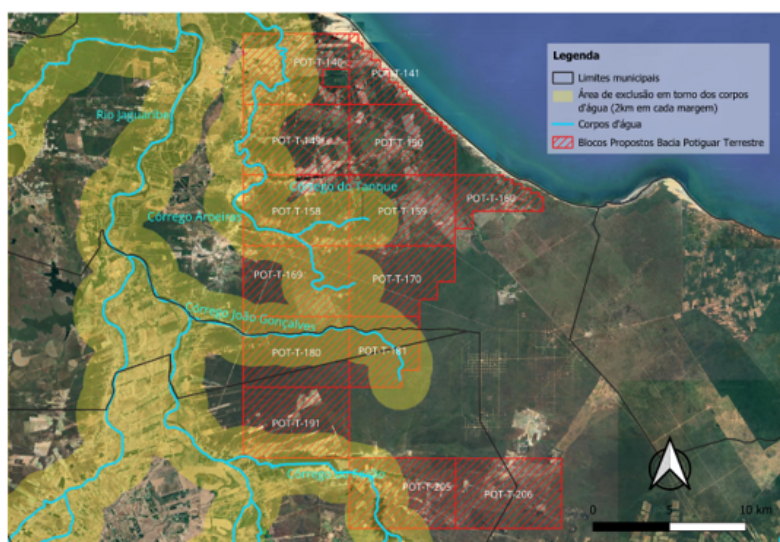 POT-T-140
POT-T-141
Legenda
Limites municipais
Área de exclusão em torno dos corpos
d'água (2km em cada margem)
Corpos d'água
Blocos Propostos Bacia Potiguar Terrestre
Rio Jaguaribe
POT-T-149
POT-T-150
Córrego do Tanque
Córrego Aroeiras
POT-T-158
POT-T-159
POT-T-160
POT-T-169
POT-T-170
Córrego João Gonçalves
POT-T-180
POT-T-181
POT-T-191
Córrego do
POT-T-205
POT-T-206
0 5 10 km